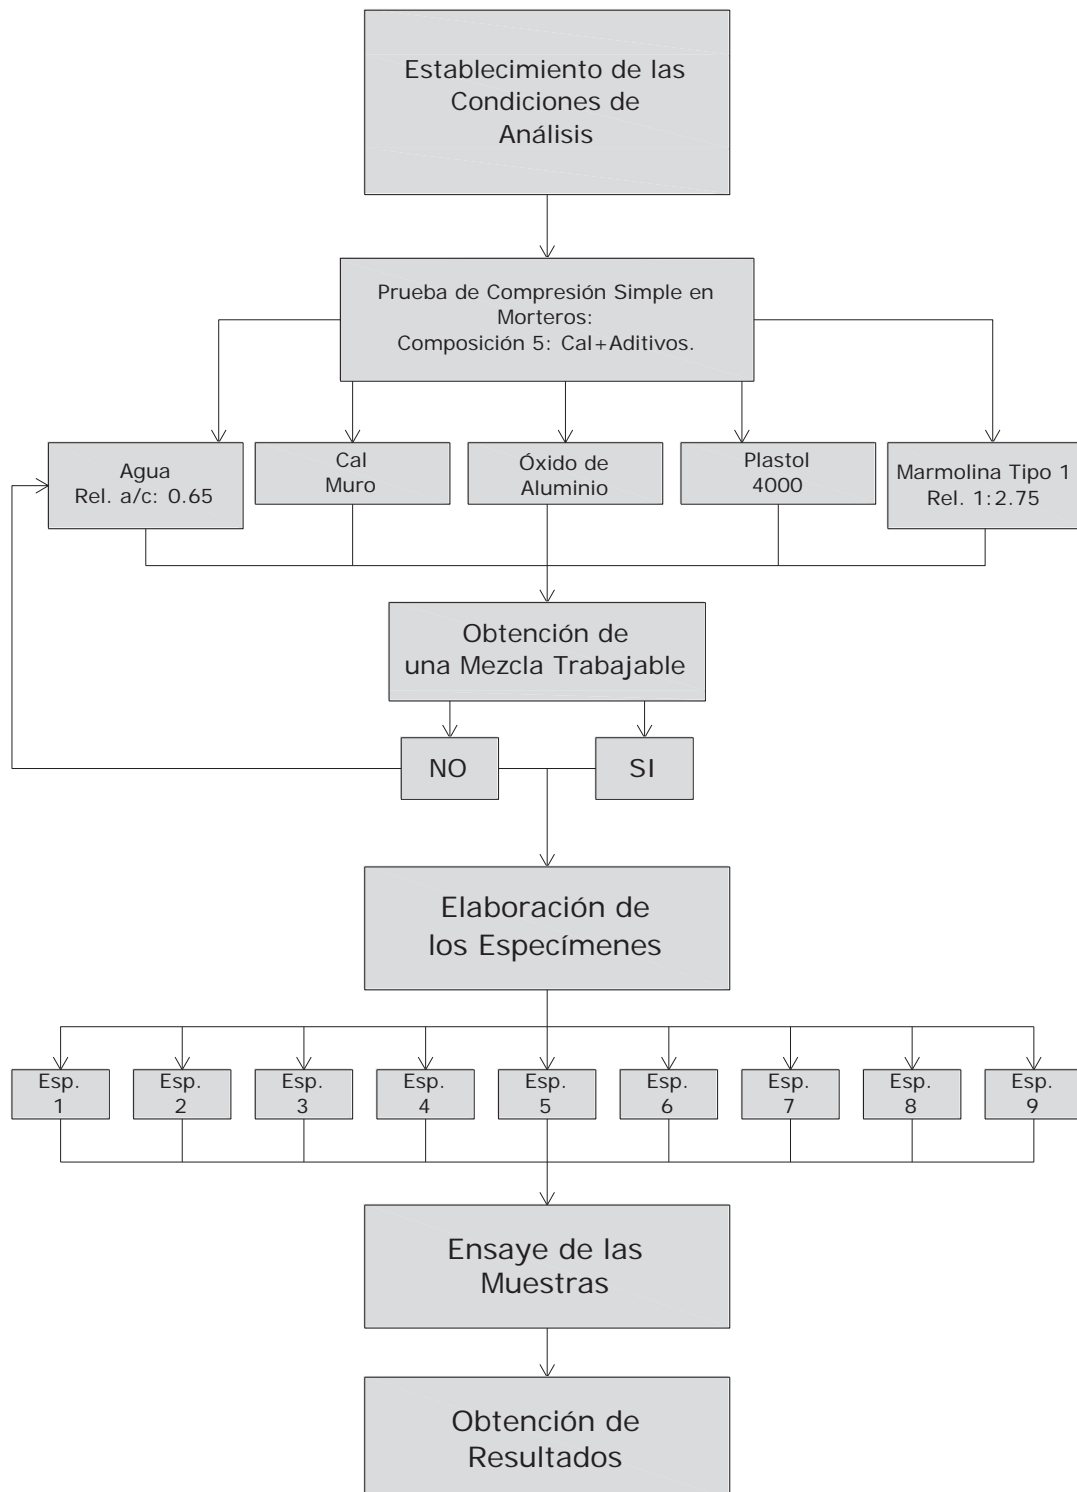 Establecimiento de las
Condiciones de
Análisis
Prueba de Compresión Simple en
Morteros:
Composición 5: Cal+Aditivos.
Agua
Rel. a/c: 0.65
Cal
Muro
Óxido de
Aluminio
Plastol
4000
Marmolina Tipo 1
Rel. 1:2.75
Obtención de
una Mezcla Trabajable
NO
SI
Elaboración de
los Especímenes
Esp.
1
Esp.
2
Esp.
3
Esp.
4
Esp.
5
Esp.
6
Esp.
7
Esp.
8
Esp.
9
Ensaye de las
Muestras
Obtención de
Resultados